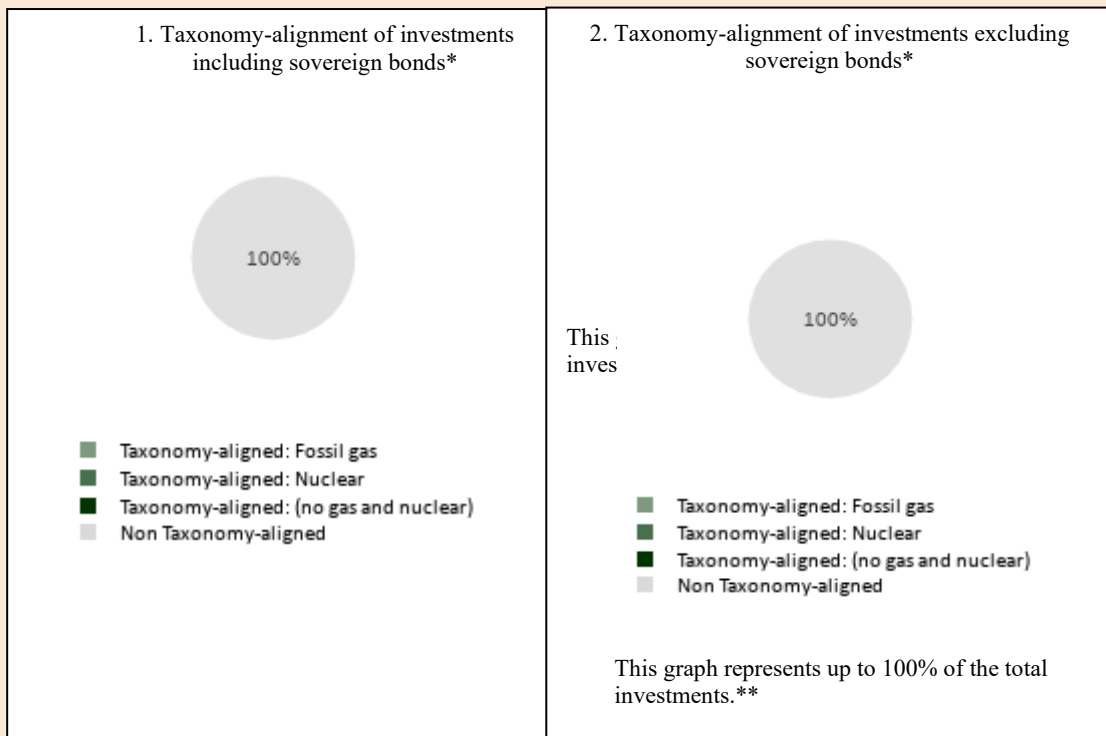 1. Taxonomy-alignment of investments
including sovereign bonds*
100%
Taxonomy-aligned: Fossil gas
Taxonomy-aligned: Nuclear
Taxonomy-aligned: (no gas and nuclear)
Non Taxonomy-aligned
2. Taxonomy-alignment of investments excluding
sovereign bonds*
100%
This
Taxonomy-aligned: Fossil gas
Taxonomy-aligned: Nuclear
Taxonomy-aligned: (no gas and nuclear)
Non Taxonomy-aligned
This graph represents up to 100% of the total
investments.**